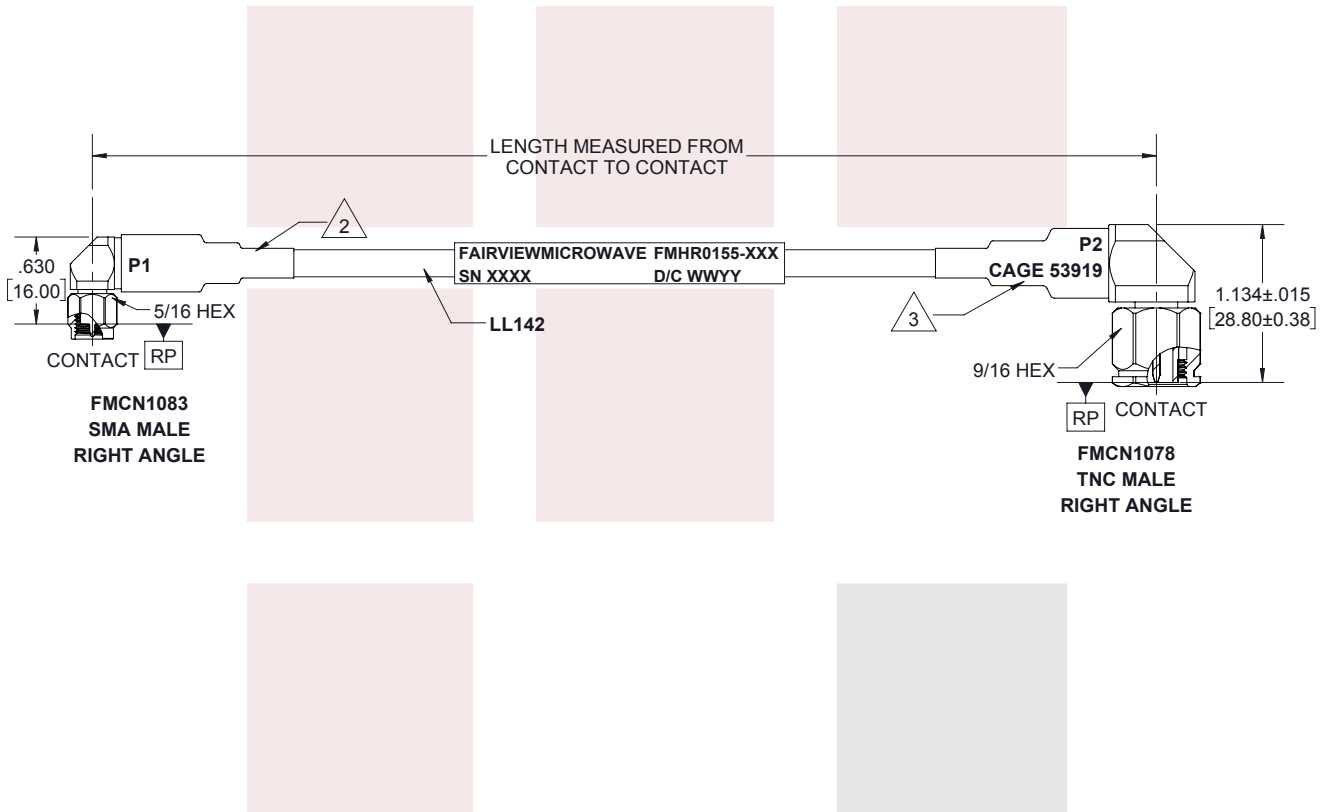 LENGTH MEASURED FROM
CONTACT TO CONTACT
2
.630
[16.00]
P1
5/16 HEX
CONTACT
RP
FMCN1083
SMA MALE
RIGHT ANGLE
FAIRVIEWMICROWAVE FMHR0155-XXX
SN XXXX D/C WWYY
LL142
3
P2
CAGE 53919
1.134±.015
[28.80±0.38]
9/16 HEX
RP
CONTACT
FMCN1078
TNC MALE
RIGHT ANGLE